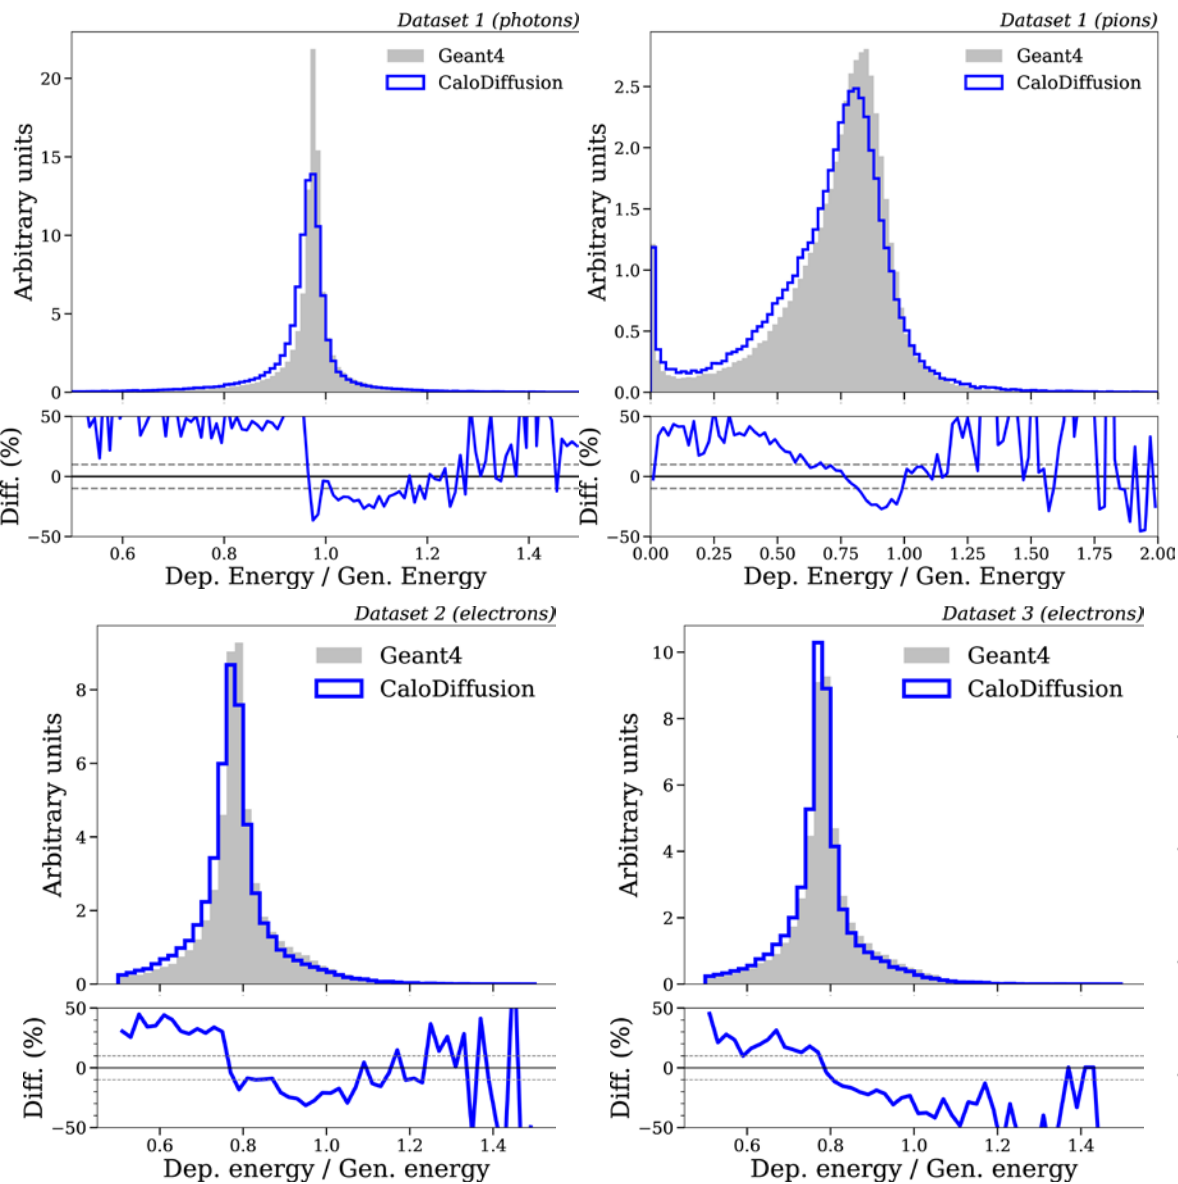 Dataset 1 (photons)
Geant4
CaloDiffusion
Arbitrary units
20
15
10
5
0
Diff. (%)
50
0
−50
0.6 0.8 1.0 1.2 1.4
Dep. Energy / Gen. Energy
Dataset 1 (pions)
Geant4
CaloDiffusion
Arbitrary units
2.5
2.0
1.5
1.0
0.5
0.0
Diff. (%)
50
0
−50
0.00 0.25 0.50 0.75 1.00 1.25 1.50 1.75 2.00
Dep. Energy / Gen. Energy
Dataset 2 (electrons)
Geant4
CaloDiffusion
Arbitrary units
8
6
4
2
0
Diff. (%)
50
0
−50
0.6 0.8 1.0 1.2 1.4
Dep. energy / Gen. energy
Dataset 3 (electrons)
Geant4
CaloDiffusion
Arbitrary units
10
8
6
4
2
0
Diff. (%)
50
0
−50
0.6 0.8 1.0 1.2 1.4
Dep. energy / Gen. energy